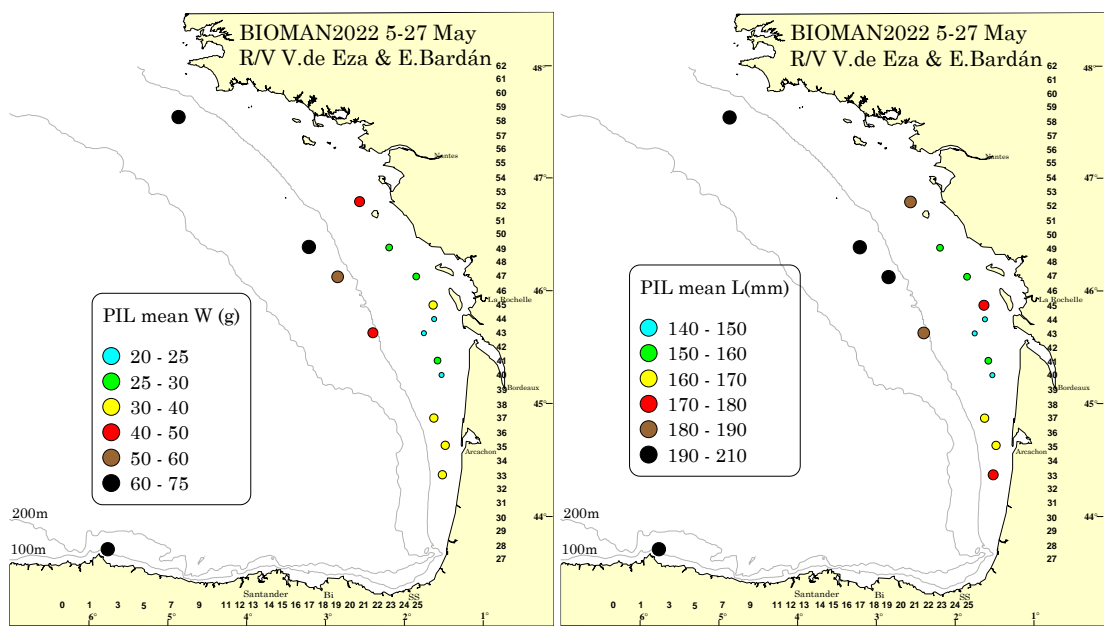 BIOMAN2022 5-27 May
R/V V.de Eza & E.Bardán
62
61
60
59
58
57
56
55
54
53
52
51
50
49
48
47
46
45
44
43
42
41
40
39
38
37
36
35
34
33
32
31
30
29
28
27
48°
47°
46°
45°
44°
Nantes
La Rochelle
Bordeaux
Arcachon
PIL mean W (g)
20 - 25
25 - 30
30 - 40
40 - 50
50 - 60
60 - 75
200m
100m
Santander Bi SS
0 1 3 5 7 9 11 12 13 14 15 16 17 18 19 20 21 22 23 24 25
6° 5° 4° 3° 2° 1°
BIOMAN2022 5-27 May
R/V V.de Eza & E.Bardán
62
61
60
59
58
57
56
55
54
53
52
51
50
49
48
47
46
45
44
43
42
41
40
39
38
37
36
35
34
33
32
31
30
29
28
27
48°
47°
46°
45°
44°
Nantes
La Rochelle
Bordeaux
Arcachon
PIL mean L(mm)
140 - 150
150 - 160
160 - 170
170 - 180
180 - 190
190 - 210
200m
100m
Santander Bi SS
0 1 3 5 7 9 11 12 13 14 15 16 17 18 19 20 21 22 23 24 25
6° 5° 4° 3° 2° 1°